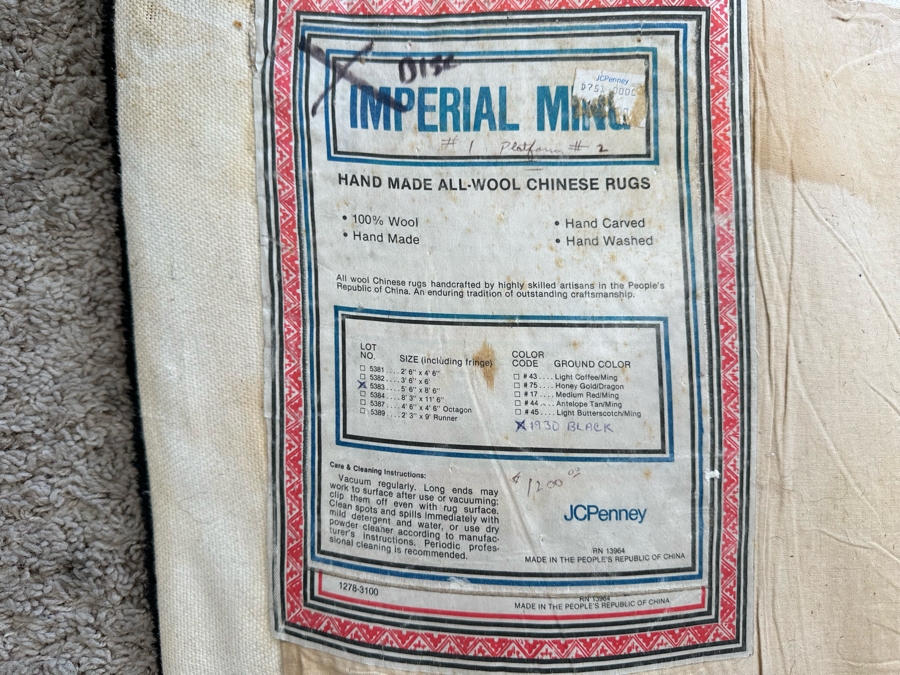 X Disc
JCPenney
IMPERIAL MING
# 1 Platform # 2
HAND MADE ALL-WOOL CHINESE RUGS
• 100% Wool
• Hand Made
• Hand Carved
• Hand Washed
All wool Chinese rugs handcrafted by highly skilled artisans in the People's
Republic of China. An enduring tradition of outstanding craftsmanship.
LOT
NO. SIZE (including fringe)
☐ 5381 .... 2' 6" x 4' 6"
☐ 5382 .... 3' 6" x 6'
☒ 5383 .... 5' 6" x 8' 6"
☐ 5384 .... 8' 3" x 11' 6"
☐ 5387 .... 4' 6" x 4' 6" Octagon
☐ 5389 .... 2' 3" x 9' Runner
COLOR
CODE GROUND COLOR
☐ # 43 .... Light Coffee/Ming
☐ # 75 .... Honey Gold/Dragon
☐ # 17 .... Medium Red/Ming
☐ # 44 .... Antelope Tan/Ming
☐ # 45 .... Light Butterscotch/Ming
X 1930 BLACK
Care & Cleaning Instructions:
Vacuum regularly. Long ends may
work to surface after use or vacuuming;
clip them off even with rug surface.
Clean spots and spills immediately with
mild detergent and water, or use dry
powder cleaner according to manufac-
turer's instructions. Periodic profes-
sional cleaning is recommended.
$ 1200 00
JCPenney
RN 13964
MADE IN THE PEOPLE'S REPUBLIC OF CHINA
1278-3100
RN 13964
MADE IN THE PEOPLE'S REPUBLIC OF CHINA